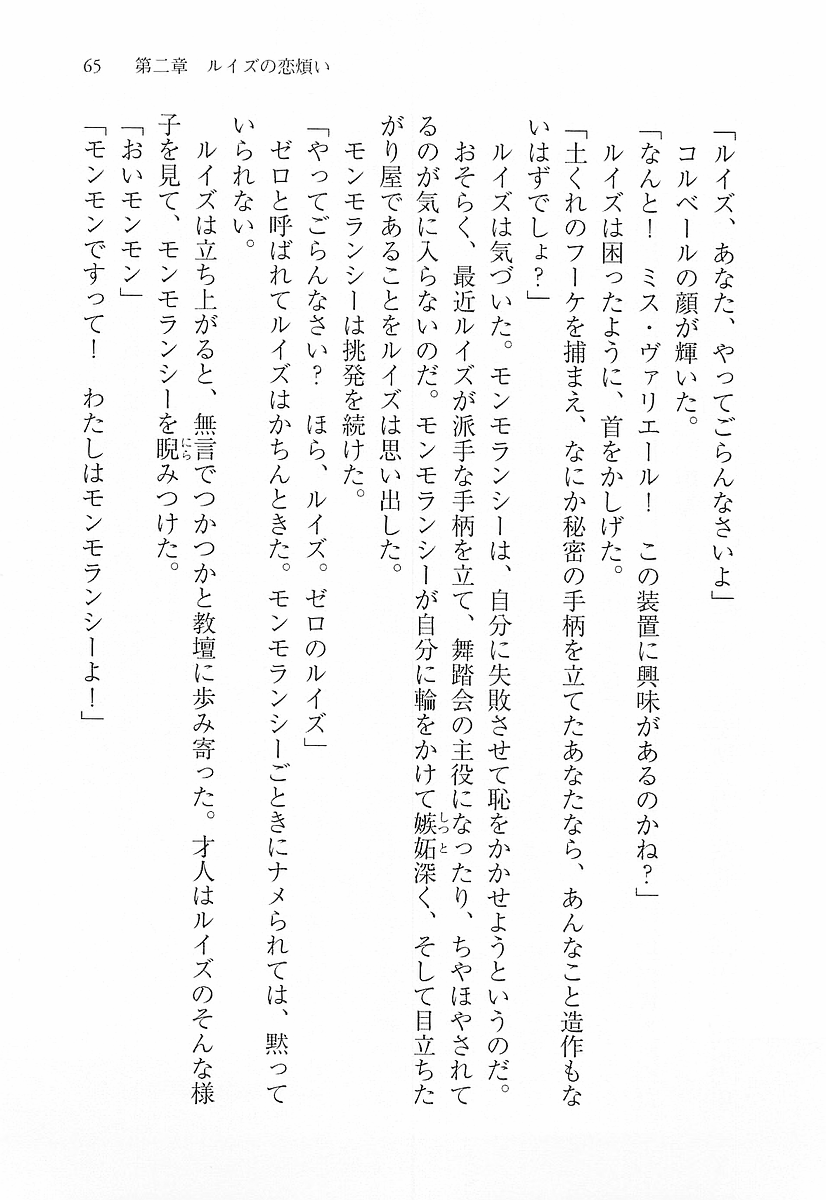 65　第二章　ルイズの恋煩い
「ルイズ、あなた、やってごらんなさいよ」
　コルベールの顔が輝いた。
「なんと！　ミス・ヴァリエール！　この装置に興味があるのかね？」
　ルイズは困ったように、首をかしげた。
「土くれのフーケを捕まえ、なにか秘密の手柄を立てたあなたなら、あんなこと造作もな
いはずでしょ？」
　ルイズは気づいた。モンモランシーは、自分に失敗させて恥をかかせようというのだ。
　おそらく、最近ルイズが派手な手柄を立て、舞踏会の主役になったり、ちやほやされて
るのが気に入らないのだ。モンモランシーが自分に輪をかけて嫉妬深く、そして目立ちた
がり屋であることをルイズは思い出した。
　モンモランシーは挑発を続けた。
「やってごらんなさい？　ほら、ルイズ。ゼロのルイズ」
　ゼロと呼ばれてルイズはかちんときた。モンモランシーごときにナメられては、黙って
いられない。
　ルイズは立ち上がると、無言でつかつかと教壇に歩み寄った。才人はルイズのそんな様
子を見て、モンモランシーを睨みつけた。
「おいモンモン」
「モンモンですって！　わたしはモンモランシーよ！」